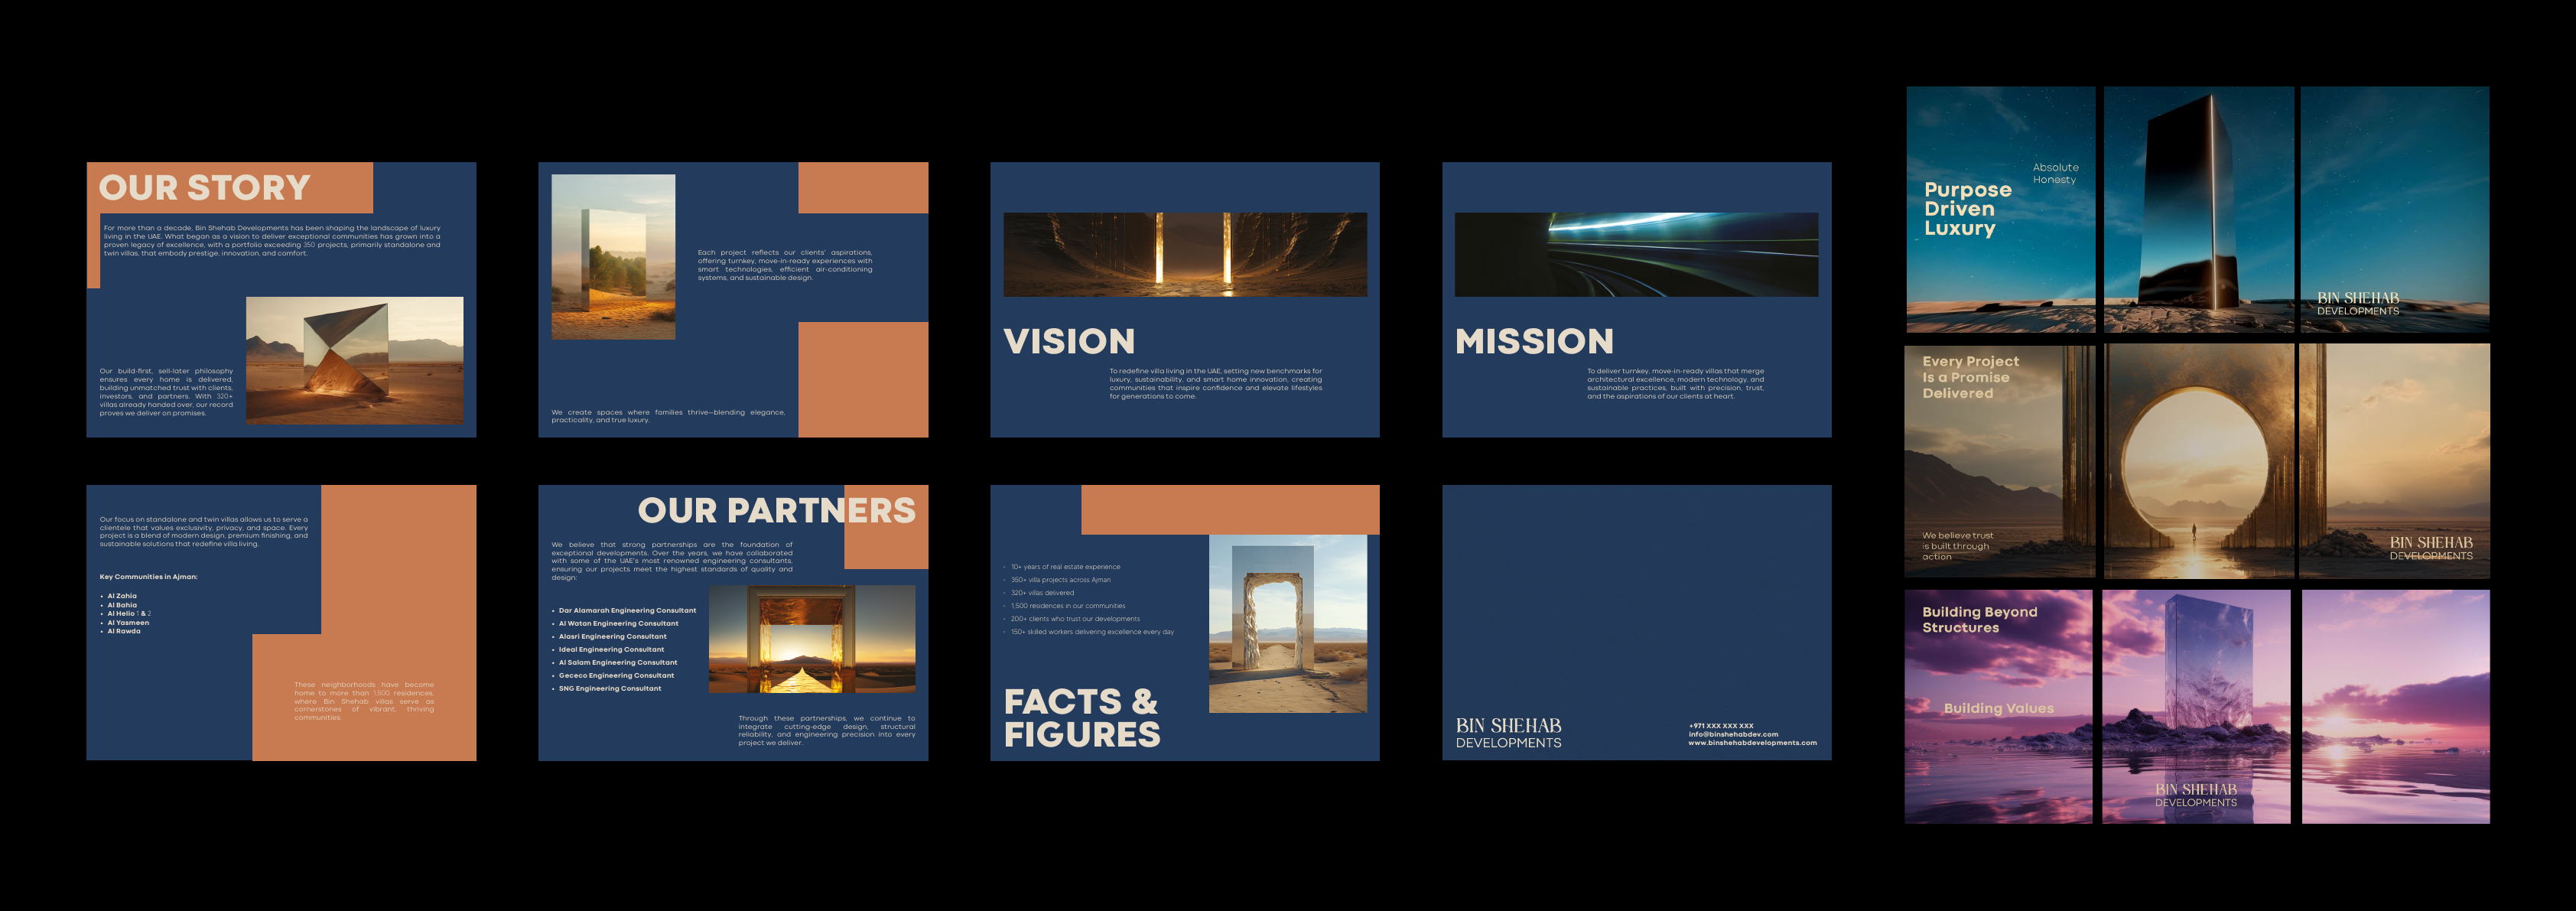 OUR STORY
For more than a decade, Bin Shehab Developments has been shaping the landscape of luxury
living in the UAE. What began as a vision to deliver exceptional communities has grown into a
proven legacy of excellence, with a portfolio exceeding 350 projects, primarily standalone and
twin villas, that embody prestige, innovation, and comfort.
Our build-first, sell-later philosophy
ensures every home is delivered,
building unmatched trust with clients,
investors, and partners. With 320+
villas already handed over, our record
proves we deliver on promises.
Each project reflects our clients' aspirations,
offering turnkey, move-in-ready experiences with
smart technologies, efficient air-conditioning
systems, and sustainable design.
We create spaces where families thrive—blending elegance,
practicality, and true luxury.
VISION
To redefine villa living in the UAE, setting new benchmarks for
luxury, sustainability, and smart home innovation, creating
communities that inspire confidence and elevate lifestyles
for generations to come.
MISSION
To deliver turnkey, move-in-ready villas that merge
architectural excellence, modern technology, and
sustainable practices, built with precision, trust,
and the aspirations of our clients at heart.
Our focus on standalone and twin villas allows us to serve a
clientele that values exclusivity, privacy, and space. Every
project is a blend of modern design, premium finishing, and
sustainable solutions that redefine villa living.
Key Communities in Ajman:
• Al Zahia
• Al Bahia
• Al Helio 1 & 2
• Al Yasmeen
• Al Rawda
These neighborhoods have become
home to more than 1,500 residences,
where Bin Shehab villas serve as
cornerstones of vibrant, thriving
communities.
OUR PARTNERS
We believe that strong partnerships are the foundation of
exceptional developments. Over the years, we have collaborated
with some of the UAE's most renowned engineering consultants,
ensuring our projects meet the highest standards of quality and
design:
• Dar Alamarah Engineering Consultant
• Al Watan Engineering Consultant
• Alasri Engineering Consultant
• Ideal Engineering Consultant
• Al Salam Engineering Consultant
• Gececo Engineering Consultant
• SNG Engineering Consultant
Through these partnerships, we continue to
integrate cutting-edge design, structural
reliability, and engineering precision into every
project we deliver.
• 10+ years of real estate experience
• 350+ villa projects across Ajman
• 320+ villas delivered
• 1,500 residences in our communities
• 200+ clients who trust our developments
• 150+ skilled workers delivering excellence every day
FACTS &
FIGURES
BIN SHEHAB
DEVELOPMENTS
+971 XXX XXX XXX
info@binshehabdev.com
www.binshehabdevelopments.com
Absolute
Honesty
Purpose
Driven
Luxury
BIN SHEHAB
DEVELOPMENTS
Every Project
Is a Promise
Delivered
We believe trust
is built through
action
BIN SHEHAB
DEVELOPMENTS
Building Beyond
Structures
Building Values
BIN SHEHAB
DEVELOPMENTS